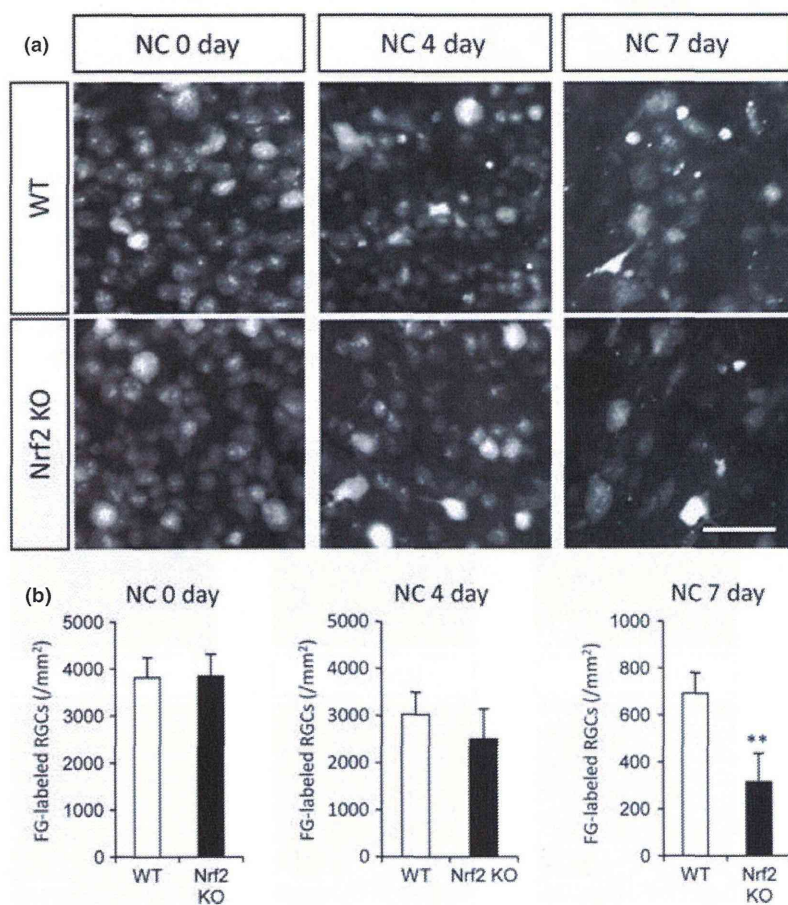 (a)
NC 0 day
NC 4 day
NC 7 day
WT
Nrf2 KO
(b)
NC 0 day
NC 4 day
NC 7 day
FG-labeled RGCs (/mm²)
5000
4000
3000
2000
1000
0
WT
Nrf2
KO
FG-labeled RGCs (/mm²)
5000
4000
3000
2000
1000
0
WT
Nrf2 KO
FG-labeled RGCs (/mm²)
1000
800
600
400
200
0
**
WT
Nrf2
KO